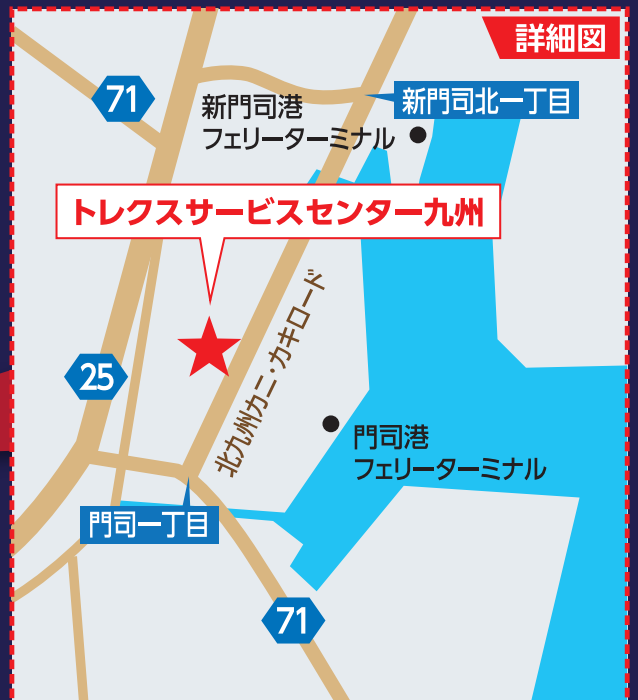 詳細図
71
新門司港
フェリーターミナル
新門司北一丁目
トレクスサービスセンター九州
25
北九州カニ・カキロード
門司港
フェリーターミナル
門司一丁目
71